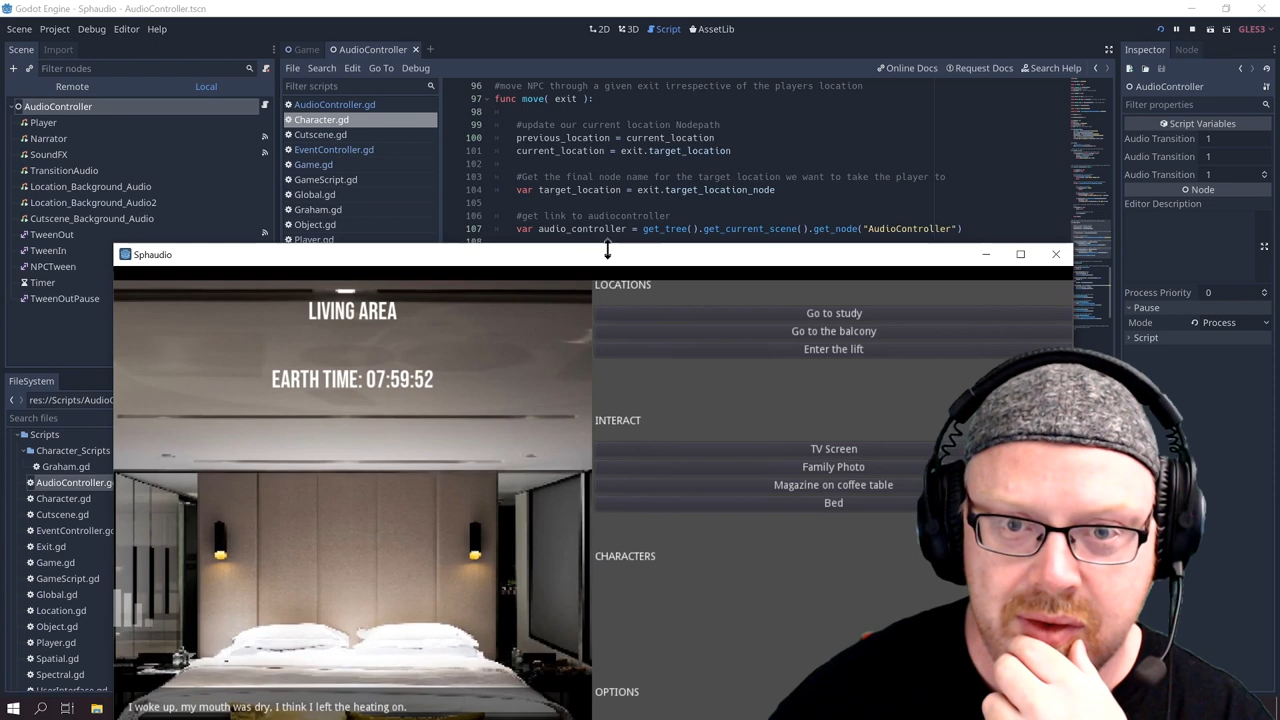 Godot Engine - Sphaudio - AudioController.tscn
Scene Project Debug Editor Help
2D 3D Script AssetLib
GLES3
Scene Import
Game AudioController
Inspector Node
Filter nodes
File Search Edit Go To Debug
Online Docs Request Docs Search Help
Remote Local
Filter scripts
AudioController
Filter properties
AudioController
Player
Narrator
SoundFX
TransitionAudio
Location_Background_Audio
Location_Background_Audio2
Cutscene_Background_Audio
TweenOut
TweenIn
NPCTween
Timer
TweenOutPause
AudioController.gd
Character.gd
Cutscene.gd
EventController.gd
Game.gd
GameScript.gd
Global.gd
Graham.gd
Object.gd
Player.gd
96 #move NPC through a given exit irrespective of the players location
97 func move( exit ):
98
99 #update our current location Nodepath
100 previous_location = current_location
101 current_location = exit.target_location
102
103 #Get the final node name for the target location we want to take the player to
104 var target_location = exit.target_location_node
105
106 #get link to audiocontroller
107 var audio_controller = get_tree().get_current_scene().get_node("AudioController")
108
Script Variables
Audio Transition 1
Audio Transition 1
Audio Transition 1
Node
Editor Description
Process Priority 0
Pause
Mode Process
Script
FileSystem
res://Scripts/AudioC
Search files
Scripts
Character_Scripts
Graham.gd
AudioController.g
Character.gd
Cutscene.gd
EventController.gd
Exit.gd
Game.gd
GameScript.gd
Global.gd
Location.gd
Object.gd
Player.gd
Spatial.gd
Spectral.gd
UserInterface.gd
Sphaudio
LIVING AREA
EARTH TIME: 07:59:52
I woke up, my mouth was dry, I think I left the heating on.
LOCATIONS
Go to study
Go to the balcony
Enter the lift
INTERACT
TV Screen
Family Photo
Magazine on coffee table
Bed
CHARACTERS
OPTIONS